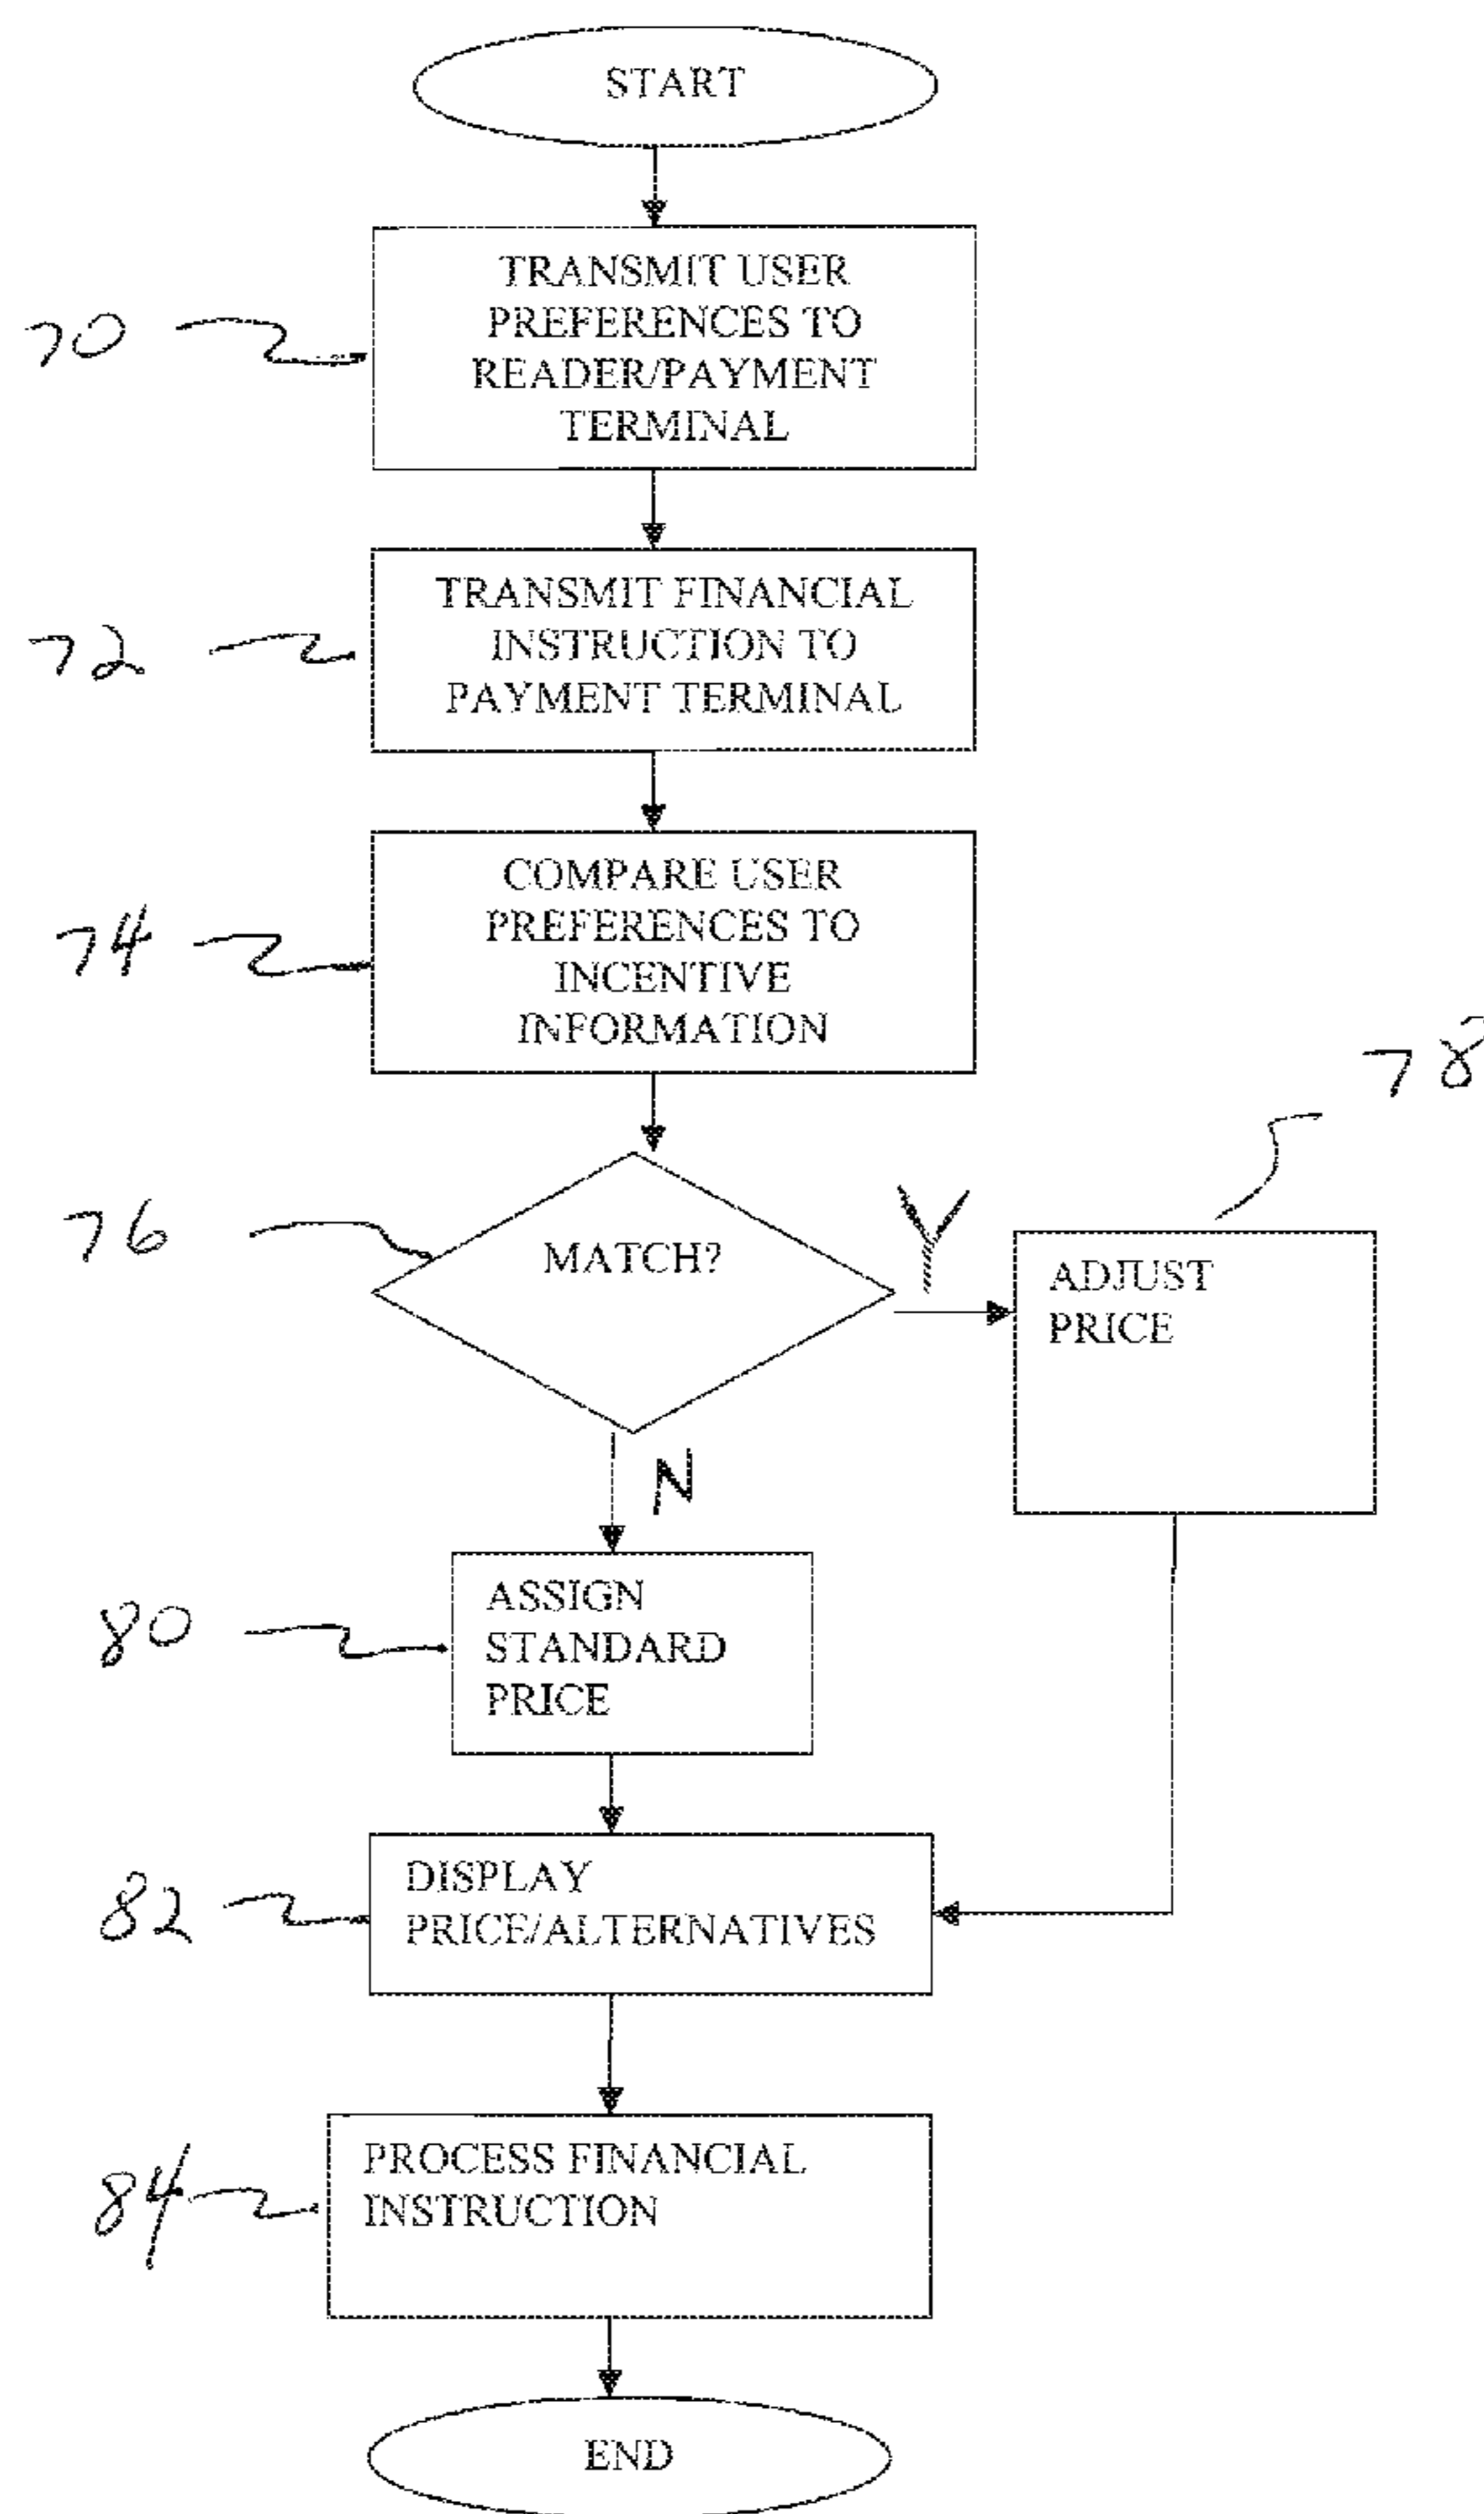 START
70
TRANSMIT USER
PREFERENCES TO
READER/PAYMENT
TERMINAL
72
TRANSMIT FINANCIAL
INSTRUCTION TO
PAYMENT TERMINAL
74
COMPARE USER
PREFERENCES TO
INCENTIVE
INFORMATION
76
MATCH?
Y
78
ADJUST
PRICE
N
80
ASSIGN
STANDARD
PRICE
82
DISPLAY
PRICE/ALTERNATIVES
84
PROCESS FINANCIAL
INSTRUCTION
END